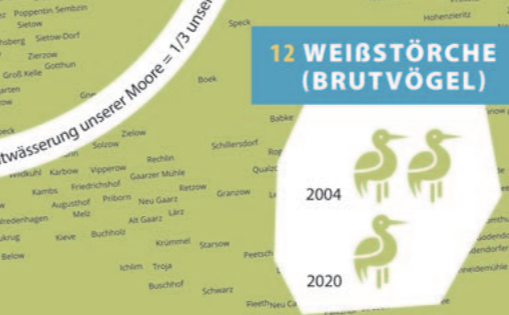 Poppentin Sembzin
Sietow
Sietow Dorf
Zierzow
Gotthun
Groß Kelle
Speck
Hohenzieritz
12 WEIßSTÖRCHE
(BRUTVÖGEL)
Boek
twässerung unserer Moore = 1/3 unser
Babke
Zielow
Solzow
Schillersdorf
Rechlin
Karbow Vipperow
Gaarzer Mühle
Kambs Friedrichshof
Retzow
Granzow
Augusthof Priborn Neu Gaarz
Melz
Alt Gaarz Lärz
2004
Kieve Buchholz
Krümmel Starsow
Below
Ichlim Troja
Buschhof
Schwarz
2020